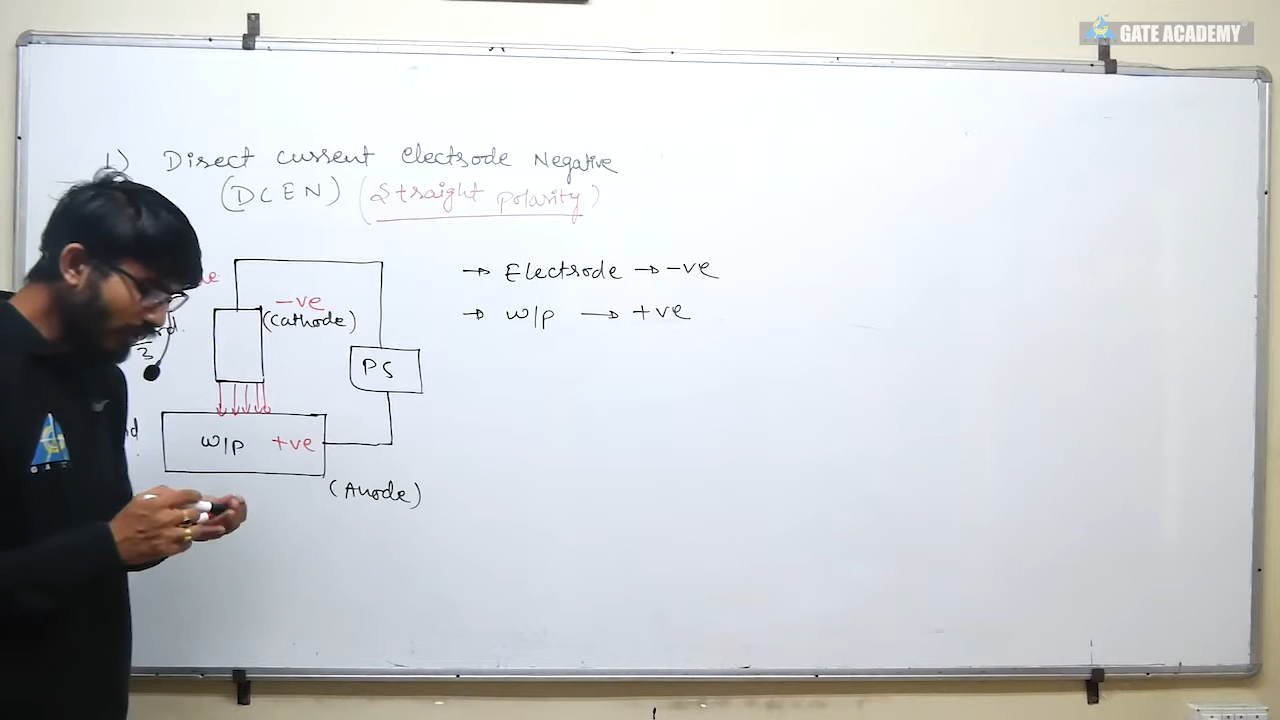 GATE ACADEMY
1) Direct current electrode Negative
(DCEN) (Straight polarity)
-ve
(Cathode)
PS
w/p +ve
(Anode)
→ Electrode → -ve
→ w/p → +ve